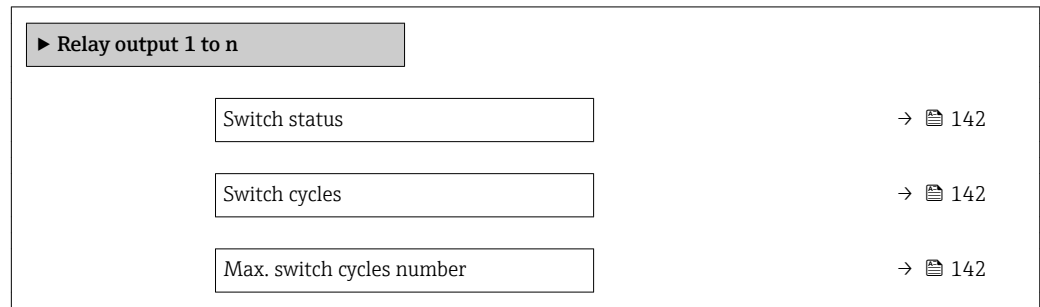 ▶ Relay output 1 to n
Switch status → 142
Switch cycles → 142
Max. switch cycles number → 142